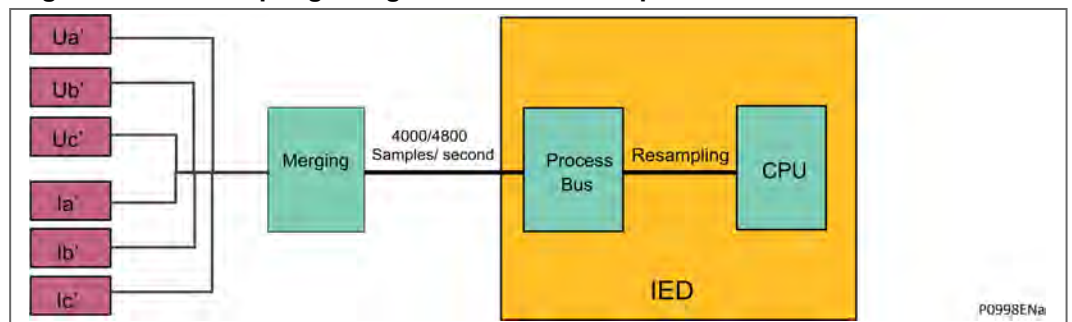 Ua'
Ub'
Uc'
Ia'
Ib'
Ic'
Merging
4000/4800
Samples/ second
Process
Bus
Resampling
CPU
IED
P0998ENa